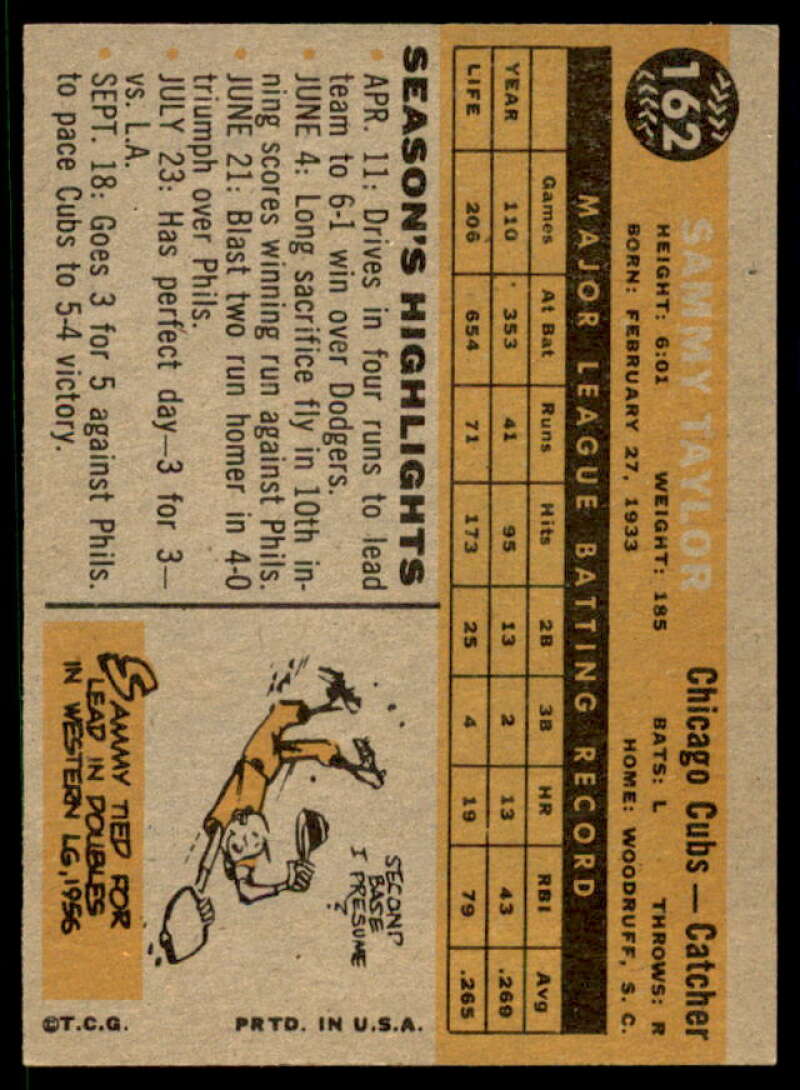 162
SAMMY TAYLOR
Chicago Cubs — Catcher
HEIGHT: 6:01 WEIGHT: 185 BATS: L THROWS: R
BORN: FEBRUARY 27, 1933 HOME: WOODRUFF, S. C.
MAJOR LEAGUE BATTING RECORD
Games At Bat Runs Hits 2B 3B HR RBI Avg
YEAR 110 353 41 95 13 2 13 43 .269
LIFE 206 654 71 173 25 4 19 79 .265
SEASON'S HIGHLIGHTS
• APR. 11: Drives in four runs to lead
team to 6-1 win over Dodgers.
• JUNE 4: Long sacrifice fly in 10th in-
ning scores winning run against Phils.
• JUNE 21: Blast two run homer in 4-0
triumph over Phils.
• JULY 23: Has perfect day—3 for 3—
vs. L.A.
• SEPT. 18: Goes 3 for 5 against Phils.
to pace Cubs to 5-4 victory.
SECOND
BASE
I PRESUME
?
SAMMY TIED FOR
LEAD IN DOUBLES
IN WESTERN LG, 1956
©T.C.G. PRTD. IN U.S.A.